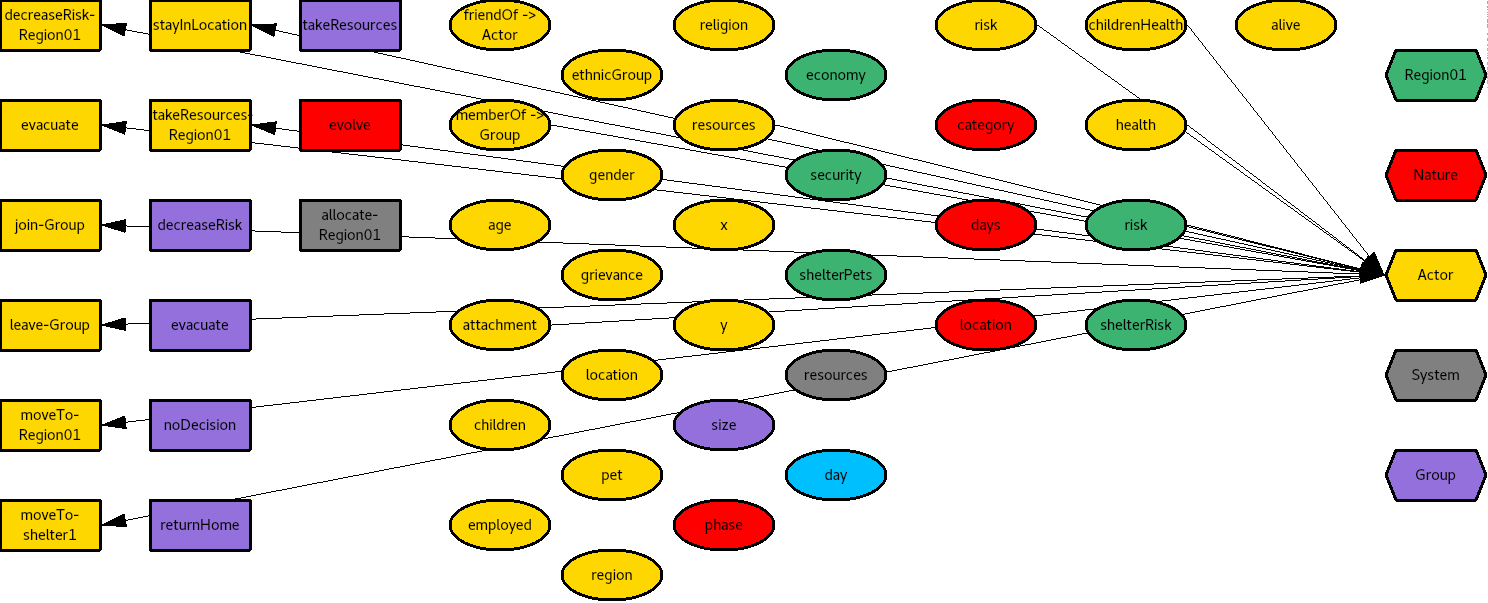 decreaseRisk-
Region01
stayInLocation
takeResources
friendOf ->
Actor
religion
risk
childrenHealth
alive
ethnicGroup
economy
Region01
evacuate
takeResources-
Region01
evolve
memberOf ->
Group
resources
category
health
gender
security
Nature
join-Group
decreaseRisk
allocate-
Region01
age
x
days
risk
grievance
shelterPets
Actor
leave-Group
evacuate
attachment
y
location
shelterRisk
location
resources
System
moveTo-
Region01
noDecision
children
size
pet
day
Group
moveTo-
shelter1
returnHome
employed
phase
region